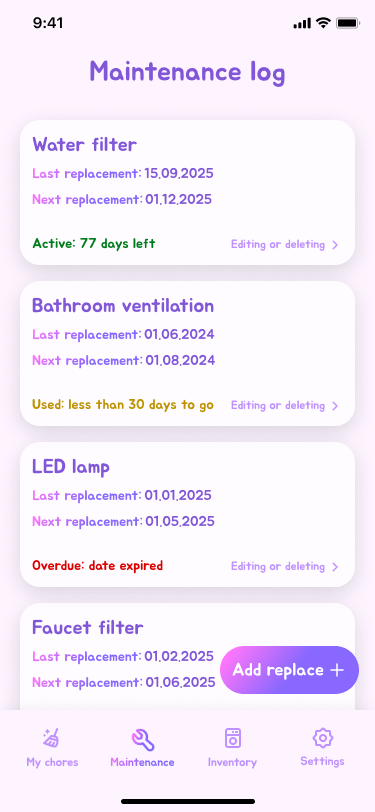 9:41
Maintenance log
Water filter
Last replacement: 15.09.2025
Next replacement: 01.12.2025
Active: 77 days left
Editing or deleting
Bathroom ventilation
Last replacement: 01.06.2024
Next replacement: 01.08.2024
Used: less than 30 days to go
Editing or deleting
LED lamp
Last replacement: 01.01.2025
Next replacement: 01.05.2025
Overdue: date expired
Editing or deleting
Faucet filter
Last replacement: 01.02.2025
Next replacement: 01.06.2025
Add replace +
My chores
Maintenance
Inventory
Settings